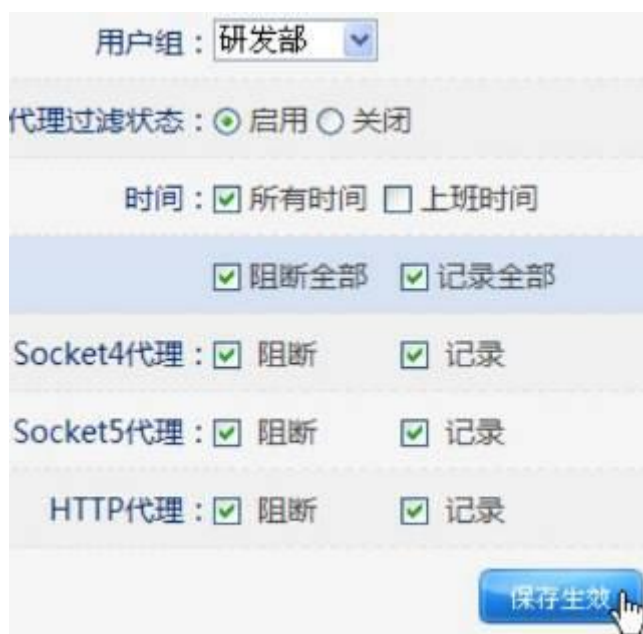 用户组：研发部
代理过滤状态：启用 关闭
时间：所有时间 上班时间
阻断全部 记录全部
Socket4代理：阻断 记录
Socket5代理：阻断 记录
HTTP代理：阻断 记录
保存生效